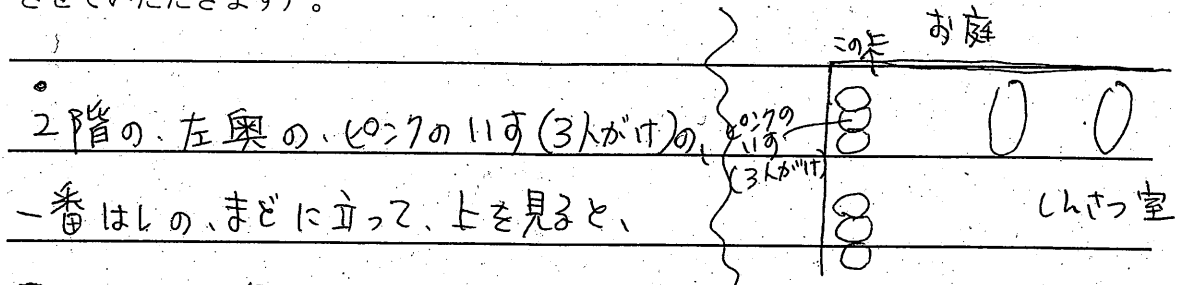 させていただきます)。
2階の、左奥の、ピンクのいす(3人がけ)の、
一番はしの、まどに立って、上を見ると、
お庭
この上
ピンクの
いす
(3人がけ)
しんさつ室